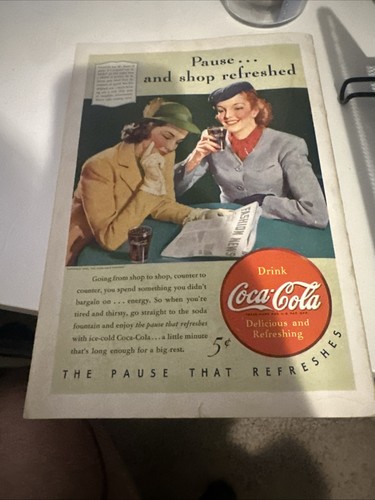 Pause...
and shop refreshed
FASHION NEWS
Going from shop to shop, counter to
counter, you spend something you didn't
bargain on ... energy. So when you're
tired and thirsty, go straight to the soda
fountain and enjoy the pause that refreshes
with ice-cold Coca-Cola...a little minute
that's long enough for a big rest.
5¢
Drink
Coca-Cola
Delicious and
Refreshing
THE PAUSE THAT REFRESHES